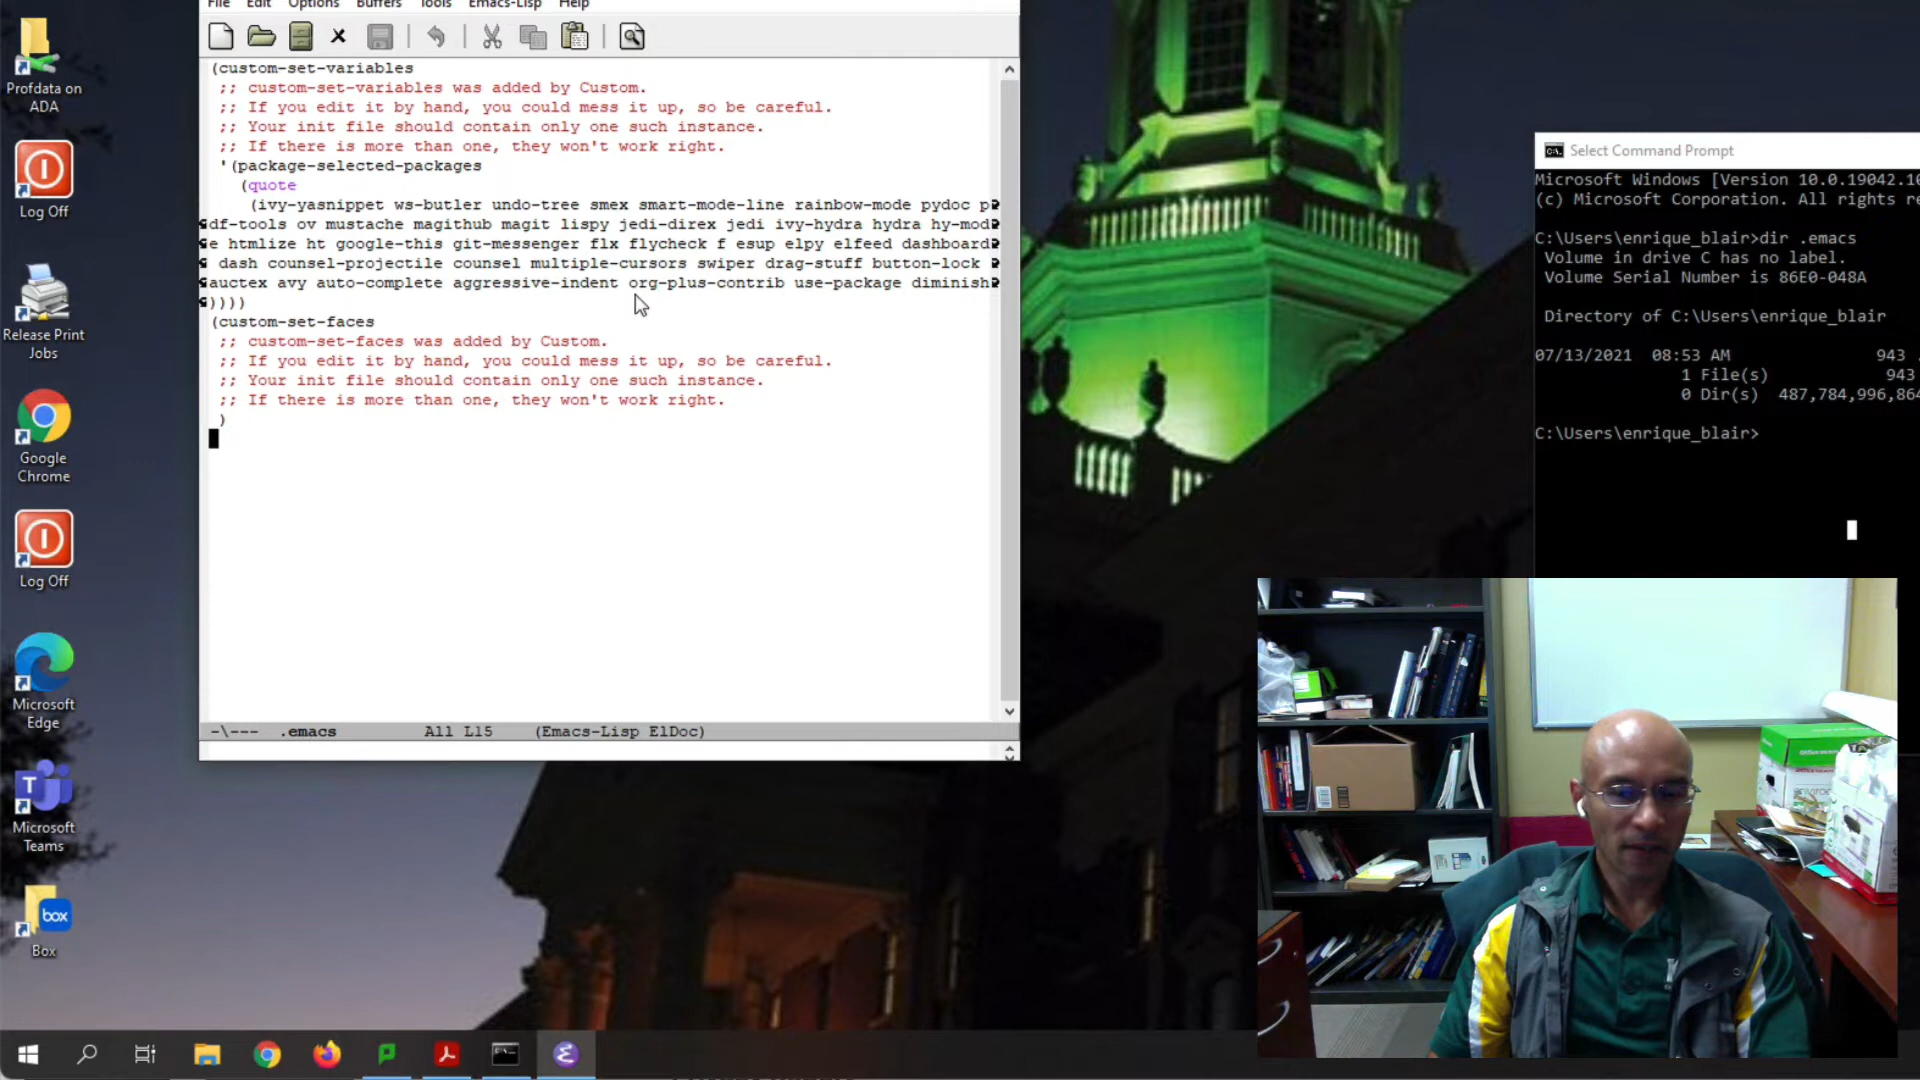 File Edit Options Buffers Tools Emacs-Lisp Help
(custom-set-variables
;; custom-set-variables was added by Custom.
;; If you edit it by hand, you could mess it up, so be careful.
;; Your init file should contain only one such instance.
;; If there is more than one, they won't work right.
'(package-selected-packages
(quote
(ivy-yasnippet ws-butler undo-tree smex smart-mode-line rainbow-mode pydoc p
df-tools ov mustache magithub magit lispy jedi-direx jedi ivy-hydra hydra hy-mod
e htmlize ht google-this git-messenger flx flycheck f esup elpy elfeed dashboard
dash counsel-projectile counsel multiple-cursors swiper drag-stuff button-lock
auctex avy auto-complete aggressive-indent org-plus-contrib use-package diminish
))))
(custom-set-faces
;; custom-set-faces was added by Custom.
;; If you edit it by hand, you could mess it up, so be careful.
;; Your init file should contain only one such instance.
;; If there is more than one, they won't work right.
)
-\--- .emacs All L15 (Emacs-Lisp ElDoc)
Profdata on
ADA
Log Off
Release Print
Jobs
Google
Chrome
Log Off
Microsoft
Edge
Microsoft
Teams
box
Box
Select Command Prompt
Microsoft Windows [Version 10.0.19042.10
(c) Microsoft Corporation. All rights re
C:\Users\enrique_blair>dir .emacs
Volume in drive C has no label.
Volume Serial Number is 86E0-048A
Directory of C:\Users\enrique_blair
07/13/2021 08:53 AM 943 .
1 File(s) 943
0 Dir(s) 487,784,996,864
C:\Users\enrique_blair>